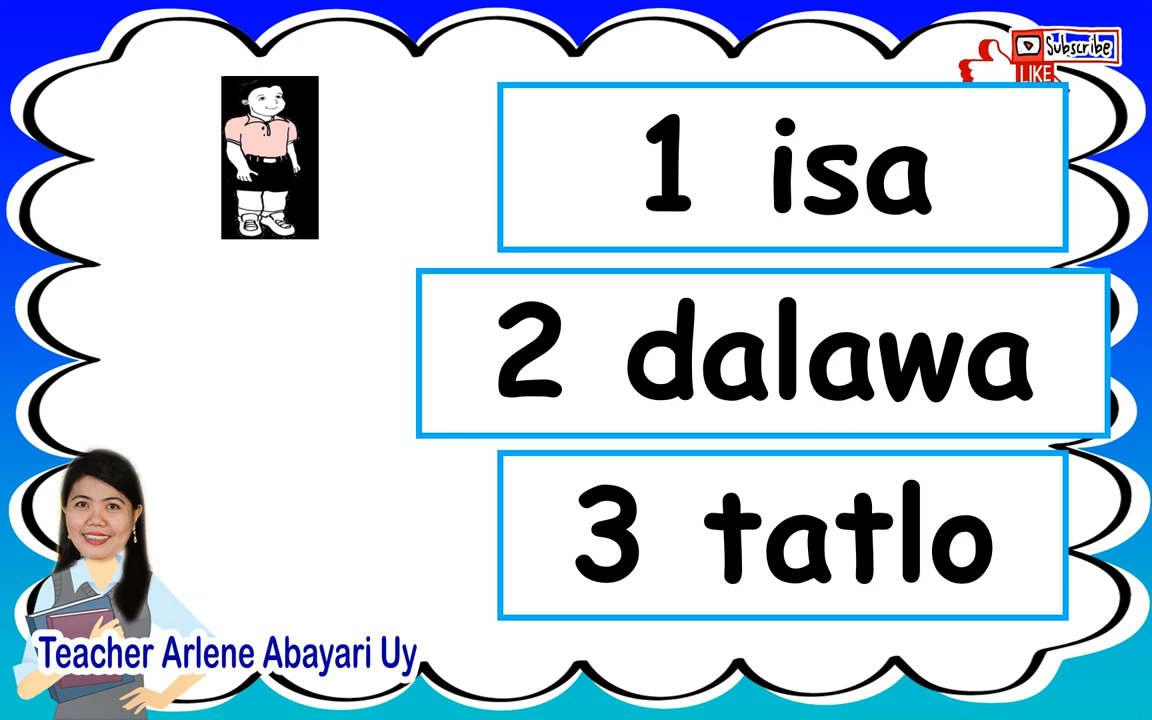 Subscribe
LIKE
1 isa
2 dalawa
3 tatlo
Teacher Arlene Abayari Uy